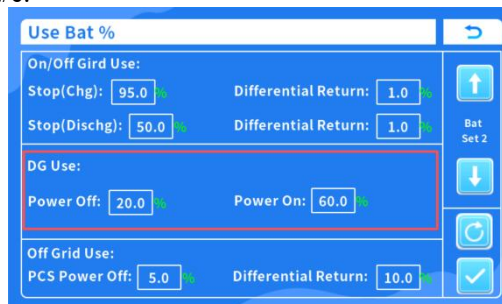 Use Bat %
On/Off Gird Use:
Stop(Chg): 95.0 % Differential Return: 1.0 %
Stop(Dischg): 50.0 % Differential Return: 1.0 %
Bat
Set 2
DG Use:
Power Off: 20.0 % Power On: 60.0 %
Off Grid Use:
PCS Power Off: 5.0 % Differential Return: 10.0 %